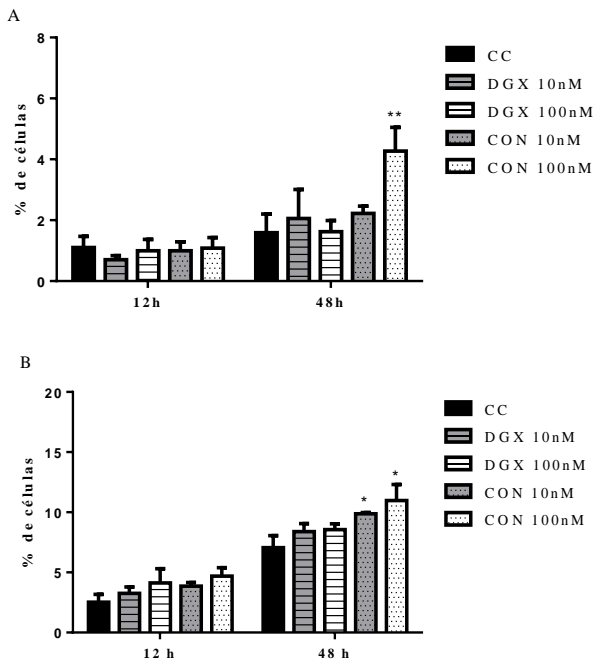 A
8
6
4
2
0
% de células
**
12h
48h
CC
DGX 10nM
DGX 100nM
CON 10nM
CON 100nM
B
20
15
10
5
0
% de células
*
*
12 h
48 h
CC
DGX 10nM
DGX 100nM
CON 10nM
CON 100nM